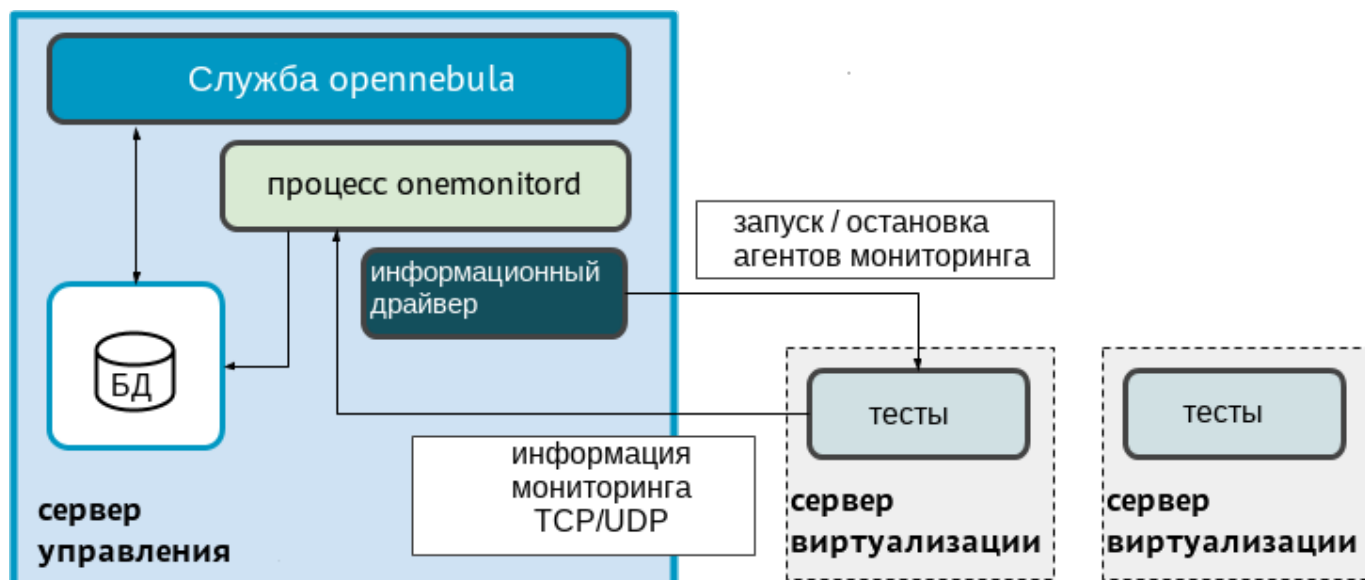 Служба opennebula
процесс onemonitord
запуск / остановка
агентов мониторинга
информационный
драйвер
БД
тесты
тесты
информация
мониторинга
TCP/UDP
сервер
управления
сервер
виртуализации
сервер
виртуализации